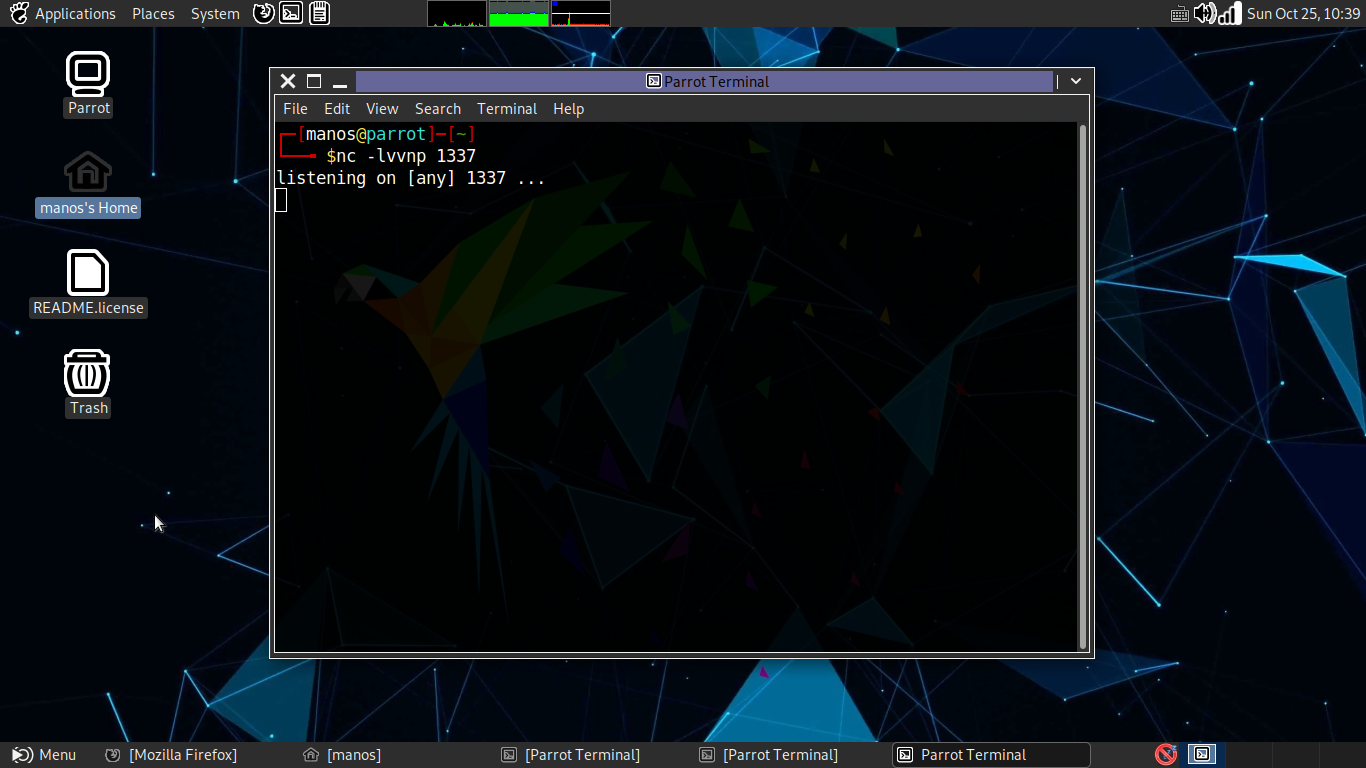 Applications Places System Sun Oct 25, 10:39
Parrot Terminal
File Edit View Search Terminal Help
┌─[manos@parrot]─[~]
└──╼ $nc -lvvnp 1337
listening on [any] 1337 ...
Parrot
manos's Home
README.license
Trash
Menu [Mozilla Firefox] [manos] [Parrot Terminal] [Parrot Terminal] Parrot Terminal